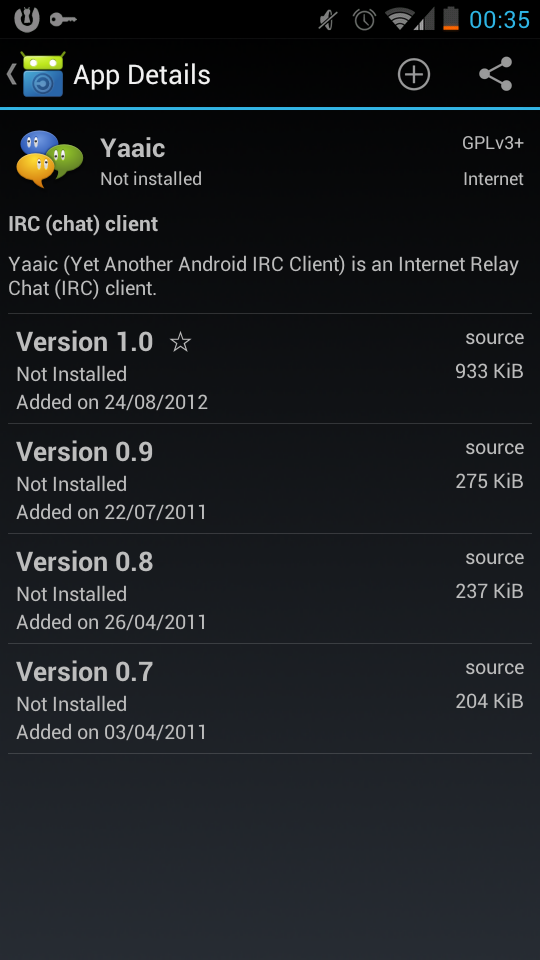 00:35
App Details
Yaaic
GPLv3+
Not installed
Internet
IRC (chat) client
Yaaic (Yet Another Android IRC Client) is an Internet Relay
Chat (IRC) client.
Version 1.0 ☆
source
Not Installed
933 KiB
Added on 24/08/2012
Version 0.9
source
Not Installed
275 KiB
Added on 22/07/2011
Version 0.8
source
Not Installed
237 KiB
Added on 26/04/2011
Version 0.7
source
Not Installed
204 KiB
Added on 03/04/2011